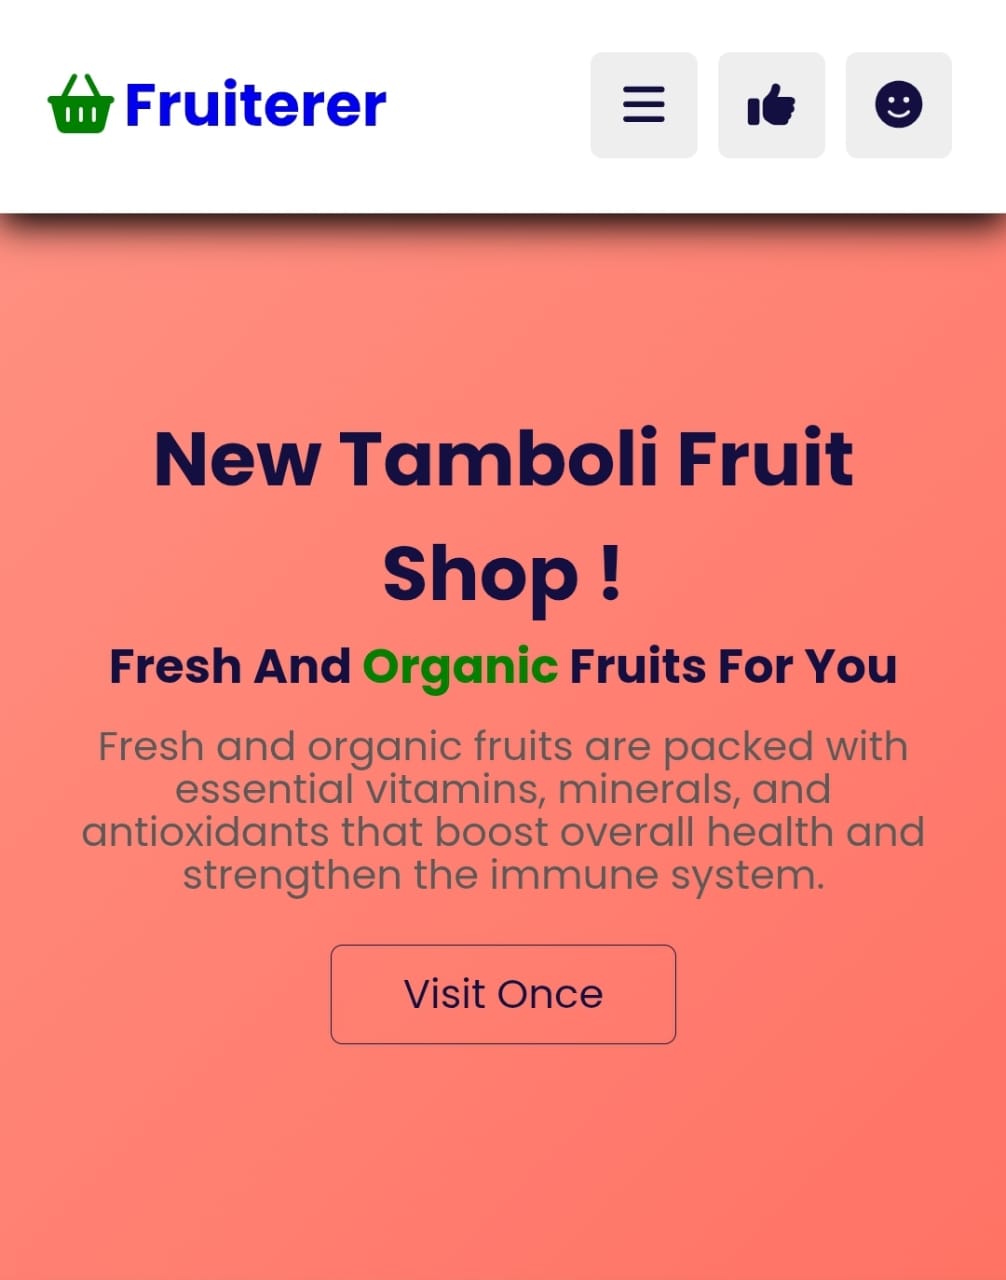 Fruiterer
New Tamboli Fruit
Shop !
Fresh And Organic Fruits For You
Fresh and organic fruits are packed with
essential vitamins, minerals, and
antioxidants that boost overall health and
strengthen the immune system.
Visit Once